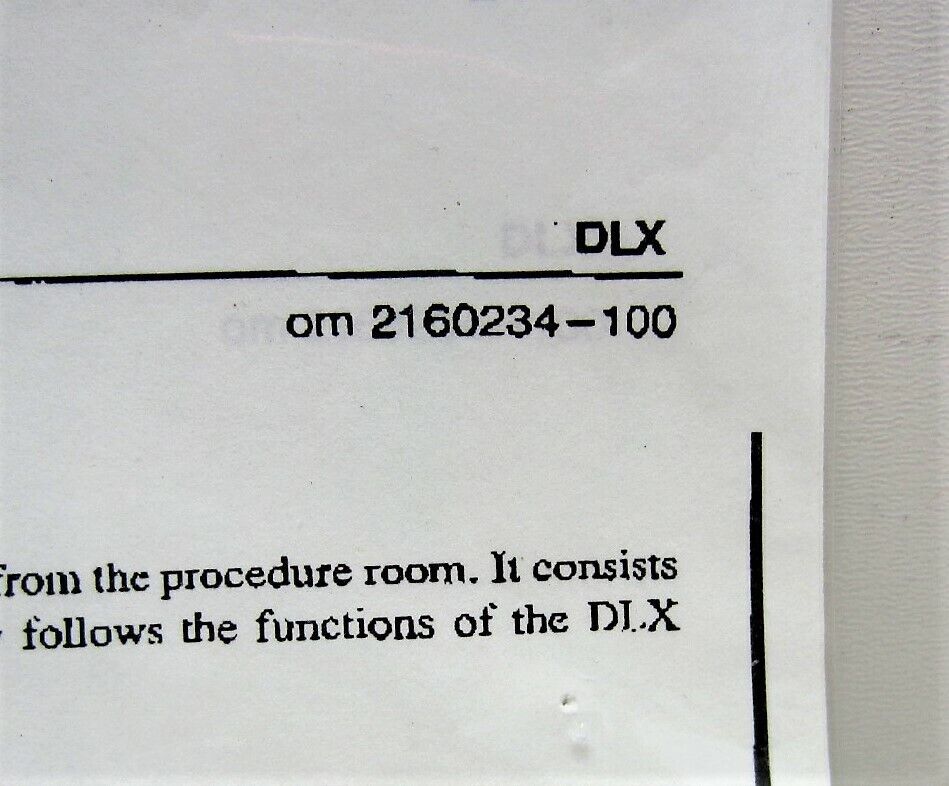 DLX
om 2160234-100
from the procedure room. It consists
follows the functions of the DLX